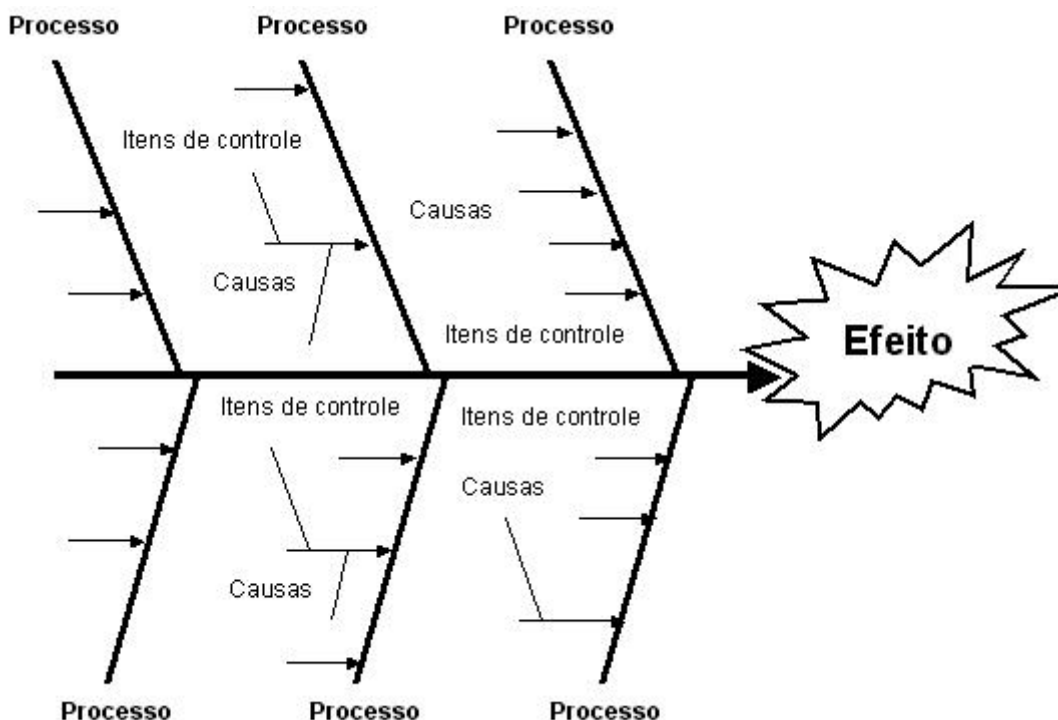 Processo
Processo
Processo
Itens de controle
Causas
Causas
Itens de controle
Efeito
Itens de controle
Itens de controle
Causas
Causas
Processo
Processo
Processo